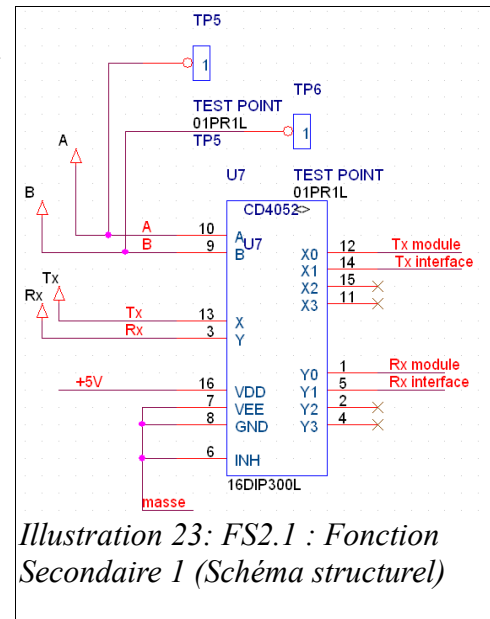 TP5
1
TP6
TEST POINT
01PR1L
TP5
1
A
U7
TEST POINT
01PR1L
B
CD4052<>
A 10 A
B 9 B
U7
X0 12 Tx module
X1 14 Tx interface
X2 15
X3 11
Tx
Rx
Tx 13 X
Rx 3 Y
Y0 1 Rx module
Y1 5 Rx interface
Y2 2
Y3 4
+5V 16 VDD
7 VEE
8 GND
6 INH
16DIP300L
masse
Illustration 23: FS2.1 : Fonction
Secondaire 1 (Schéma structurel)